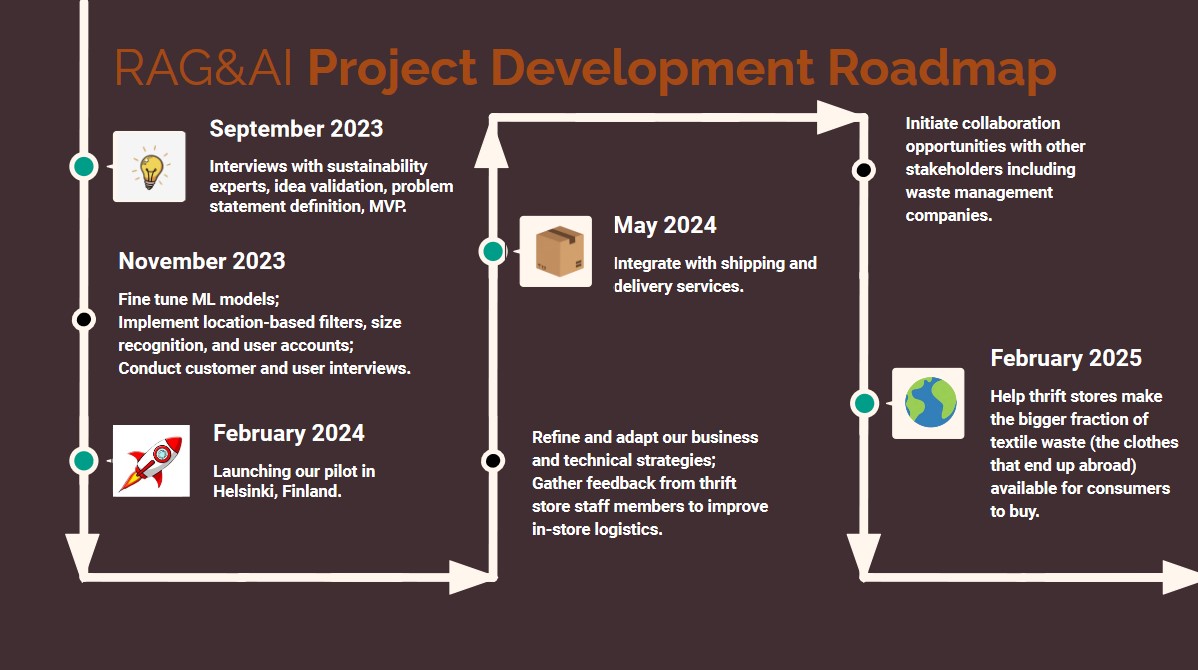 RAG&AI Project Development Roadmap
September 2023
Interviews with sustainability
experts, idea validation, problem
statement definition, MVP.
November 2023
Fine tune ML models;
Implement location-based filters, size
recognition, and user accounts;
Conduct customer and user interviews.
February 2024
Launching our pilot in
Helsinki, Finland.
Refine and adapt our business
and technical strategies;
Gather feedback from thrift
store staff members to improve
in-store logistics.
May 2024
Integrate with shipping and
delivery services.
Initiate collaboration
opportunities with other
stakeholders including
waste management
companies.
February 2025
Help thrift stores make
the bigger fraction of
textile waste (the clothes
that end up abroad)
available for consumers
to buy.